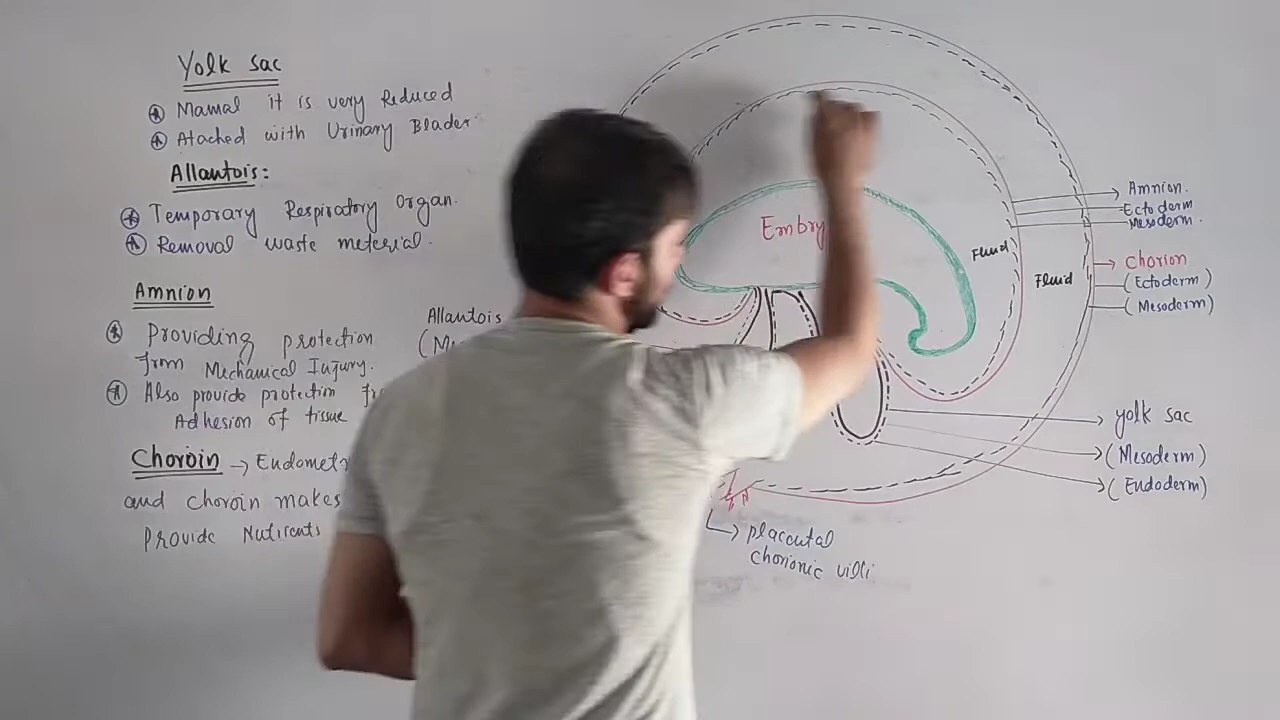 Yolk sac
Mamal it is very Reduced
Atached with Urinary Blader
Allantois:
Temporary Respiratory Organ.
Removal waste meterial.
Amnion
Providing protection
from Mechanical Injury.
Also provide protection
Adhesion of tissue
Choroin → Endomet
and choroin makes
Provide Nutirents
Allantois
Embry
Fluid
Fluid
Amnion.
Ectoderm
Mesoderm.
Chorion
(Ectoderm)
(Mesoderm)
yolk sac
(Mesoderm)
(Endoderm)
placental
chorionic villi